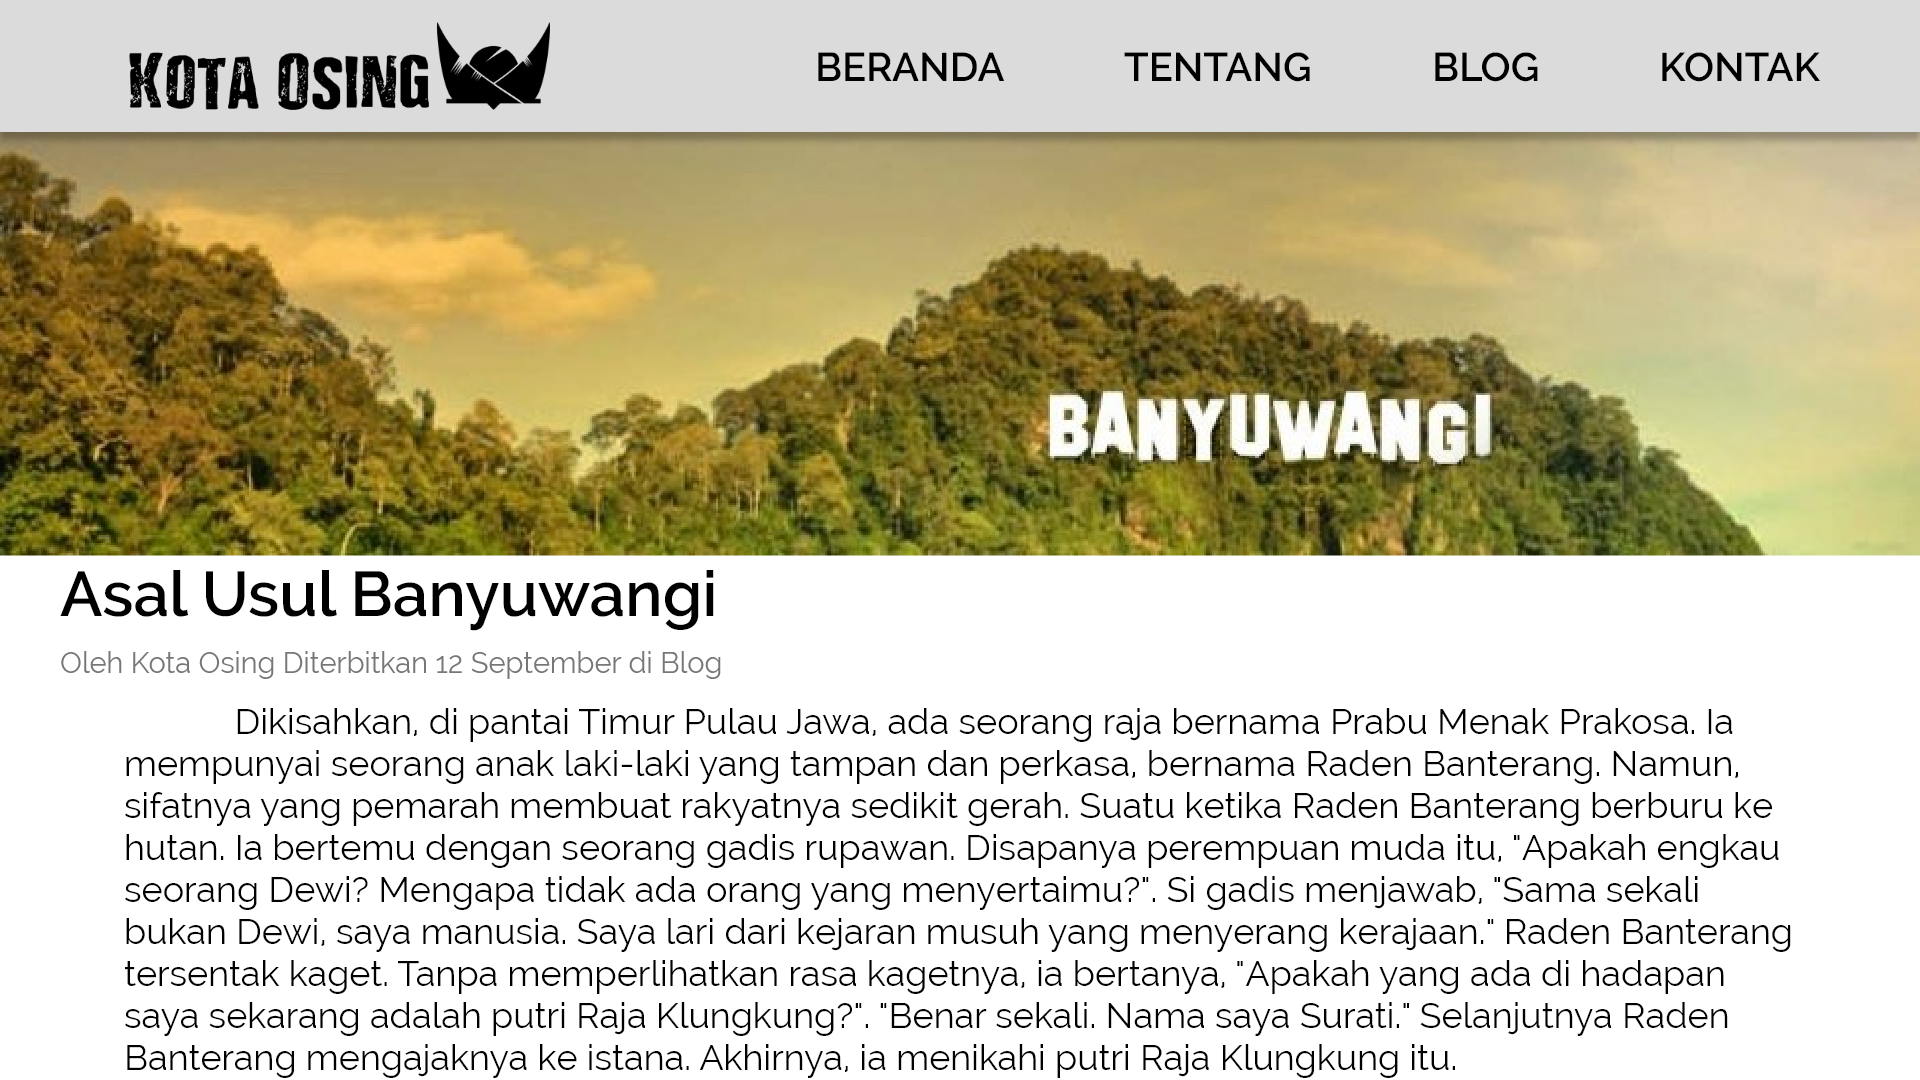 KOTA OSING
BERANDA
TENTANG
BLOG
KONTAK
BANYUWANGI
Asal Usul Banyuwangi
Oleh Kota Osing Diterbitkan 12 September di Blog
Dikisahkan, di pantai Timur Pulau Jawa, ada seorang raja bernama Prabu Menak Prakosa. Ia
mempunyai seorang anak laki-laki yang tampan dan perkasa, bernama Raden Banterang. Namun,
sifatnya yang pemarah membuat rakyatnya sedikit gerah. Suatu ketika Raden Banterang berburu ke
hutan. Ia bertemu dengan seorang gadis rupawan. Disapanya perempuan muda itu, "Apakah engkau
seorang Dewi? Mengapa tidak ada orang yang menyertaimu?". Si gadis menjawab, "Sama sekali
bukan Dewi, saya manusia. Saya lari dari kejaran musuh yang menyerang kerajaan." Raden Banterang
tersentak kaget. Tanpa memperlihatkan rasa kagetnya, ia bertanya, "Apakah yang ada di hadapan
saya sekarang adalah putri Raja Klungkung?". "Benar sekali. Nama saya Surati." Selanjutnya Raden
Banterang mengajaknya ke istana. Akhirnya, ia menikahi putri Raja Klungkung itu.